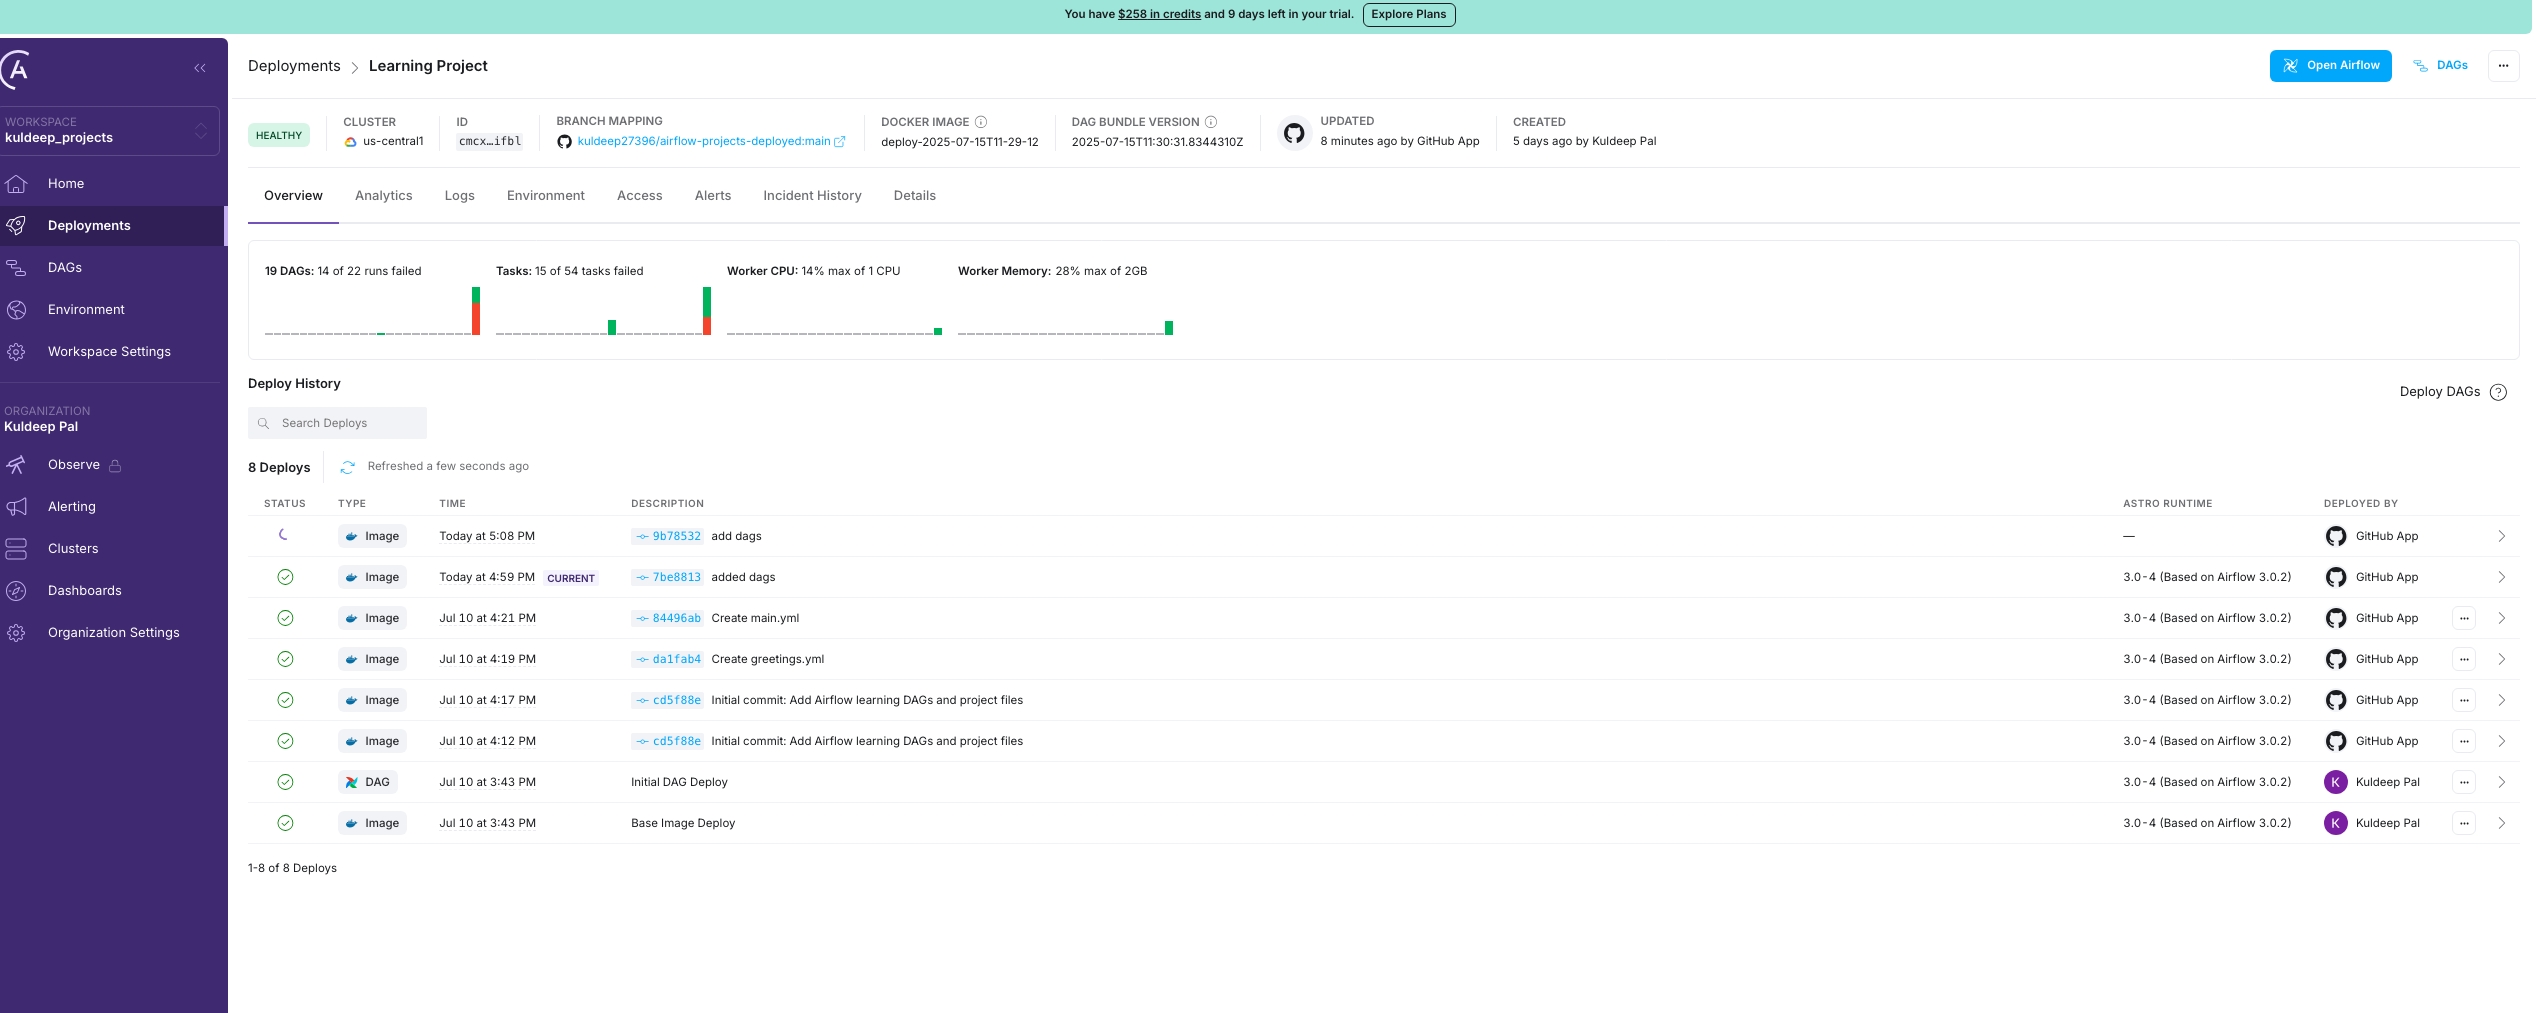 You have $258 in credits and 9 days left in your trial. Explore Plans
WORKSPACE
kuldeep_projects
Home
Deployments
DAGs
Environment
Workspace Settings
ORGANIZATION
Kuldeep Pal
Observe
Alerting
Clusters
Dashboards
Organization Settings
Deployments > Learning Project
Open Airflow DAGs ...
HEALTHY
CLUSTER
us-central1
ID
cmcx…ifbl
BRANCH MAPPING
kuldeep27396/airflow-projects-deployed:main
DOCKER IMAGE
deploy-2025-07-15T11-29-12
DAG BUNDLE VERSION
2025-07-15T11:30:31.8344310Z
UPDATED
8 minutes ago by GitHub App
CREATED
5 days ago by Kuldeep Pal
Overview Analytics Logs Environment Access Alerts Incident History Details
19 DAGs: 14 of 22 runs failed
Tasks: 15 of 54 tasks failed
Worker CPU: 14% max of 1 CPU
Worker Memory: 28% max of 2GB
Deploy History
Deploy DAGs ?
Search Deploys
8 Deploys Refreshed a few seconds ago
STATUS TYPE TIME DESCRIPTION ASTRO RUNTIME DEPLOYED BY
Image Today at 5:08 PM 9b78532 add dags — GitHub App
Image Today at 4:59 PM CURRENT 7be8813 added dags 3.0-4 (Based on Airflow 3.0.2) GitHub App
Image Jul 10 at 4:21 PM 84496ab Create main.yml 3.0-4 (Based on Airflow 3.0.2) GitHub App ...
Image Jul 10 at 4:19 PM da1fab4 Create greetings.yml 3.0-4 (Based on Airflow 3.0.2) GitHub App ...
Image Jul 10 at 4:17 PM cd5f88e Initial commit: Add Airflow learning DAGs and project files 3.0-4 (Based on Airflow 3.0.2) GitHub App ...
Image Jul 10 at 4:12 PM cd5f88e Initial commit: Add Airflow learning DAGs and project files 3.0-4 (Based on Airflow 3.0.2) GitHub App ...
DAG Jul 10 at 3:43 PM Initial DAG Deploy 3.0-4 (Based on Airflow 3.0.2) K Kuldeep Pal ...
Image Jul 10 at 3:43 PM Base Image Deploy 3.0-4 (Based on Airflow 3.0.2) K Kuldeep Pal ...
1-8 of 8 Deploys